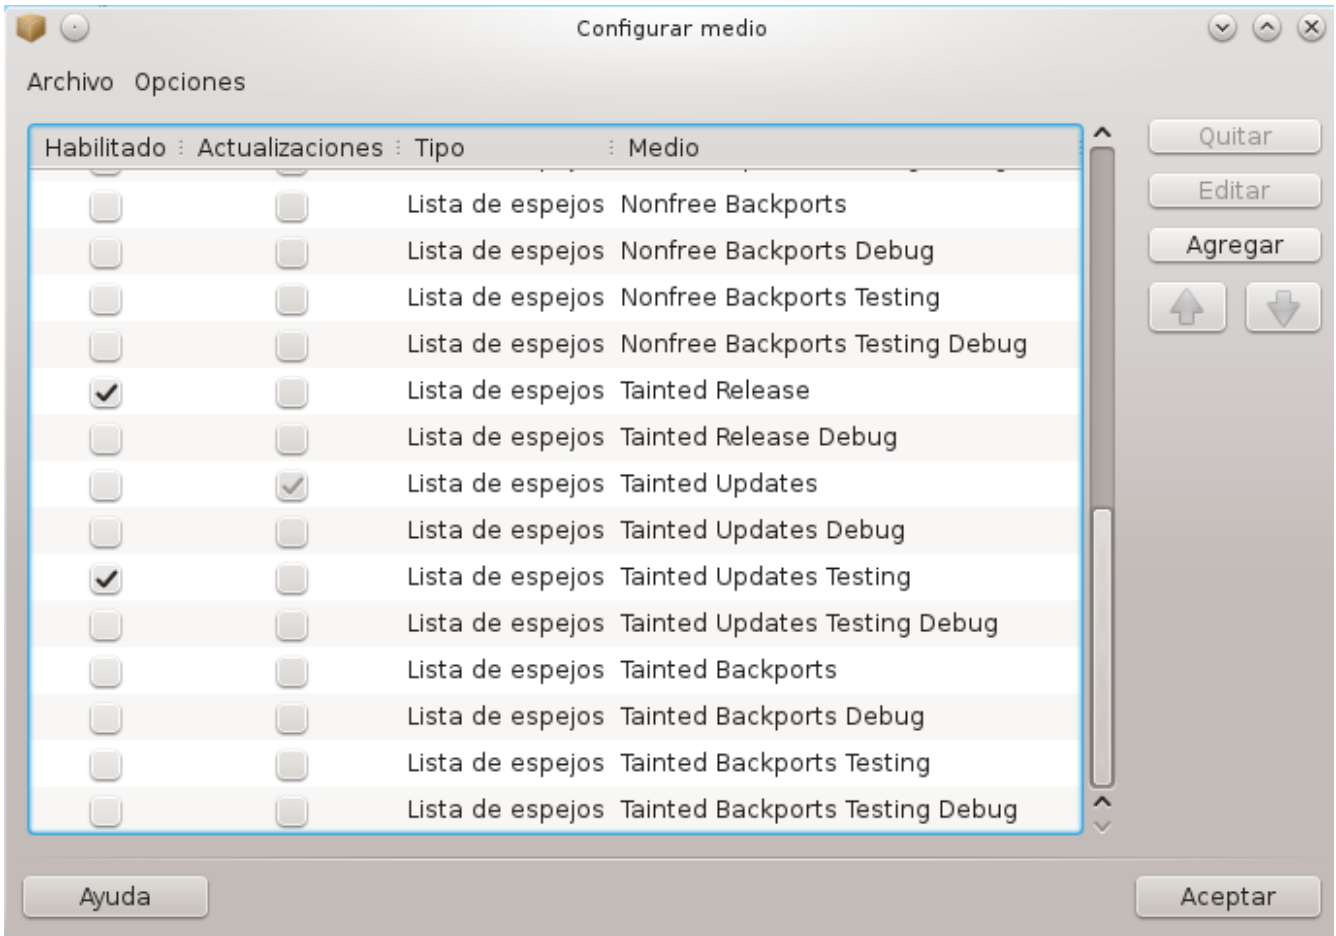 Configurar medio
Archivo Opciones
Habilitado Actualizaciones Tipo Medio
Lista de espejos Nonfree Backports
Lista de espejos Nonfree Backports Debug
Lista de espejos Nonfree Backports Testing
Lista de espejos Nonfree Backports Testing Debug
Lista de espejos Tainted Release
Lista de espejos Tainted Release Debug
Lista de espejos Tainted Updates
Lista de espejos Tainted Updates Debug
Lista de espejos Tainted Updates Testing
Lista de espejos Tainted Updates Testing Debug
Lista de espejos Tainted Backports
Lista de espejos Tainted Backports Debug
Lista de espejos Tainted Backports Testing
Lista de espejos Tainted Backports Testing Debug
Quitar
Editar
Agregar
Ayuda
Aceptar